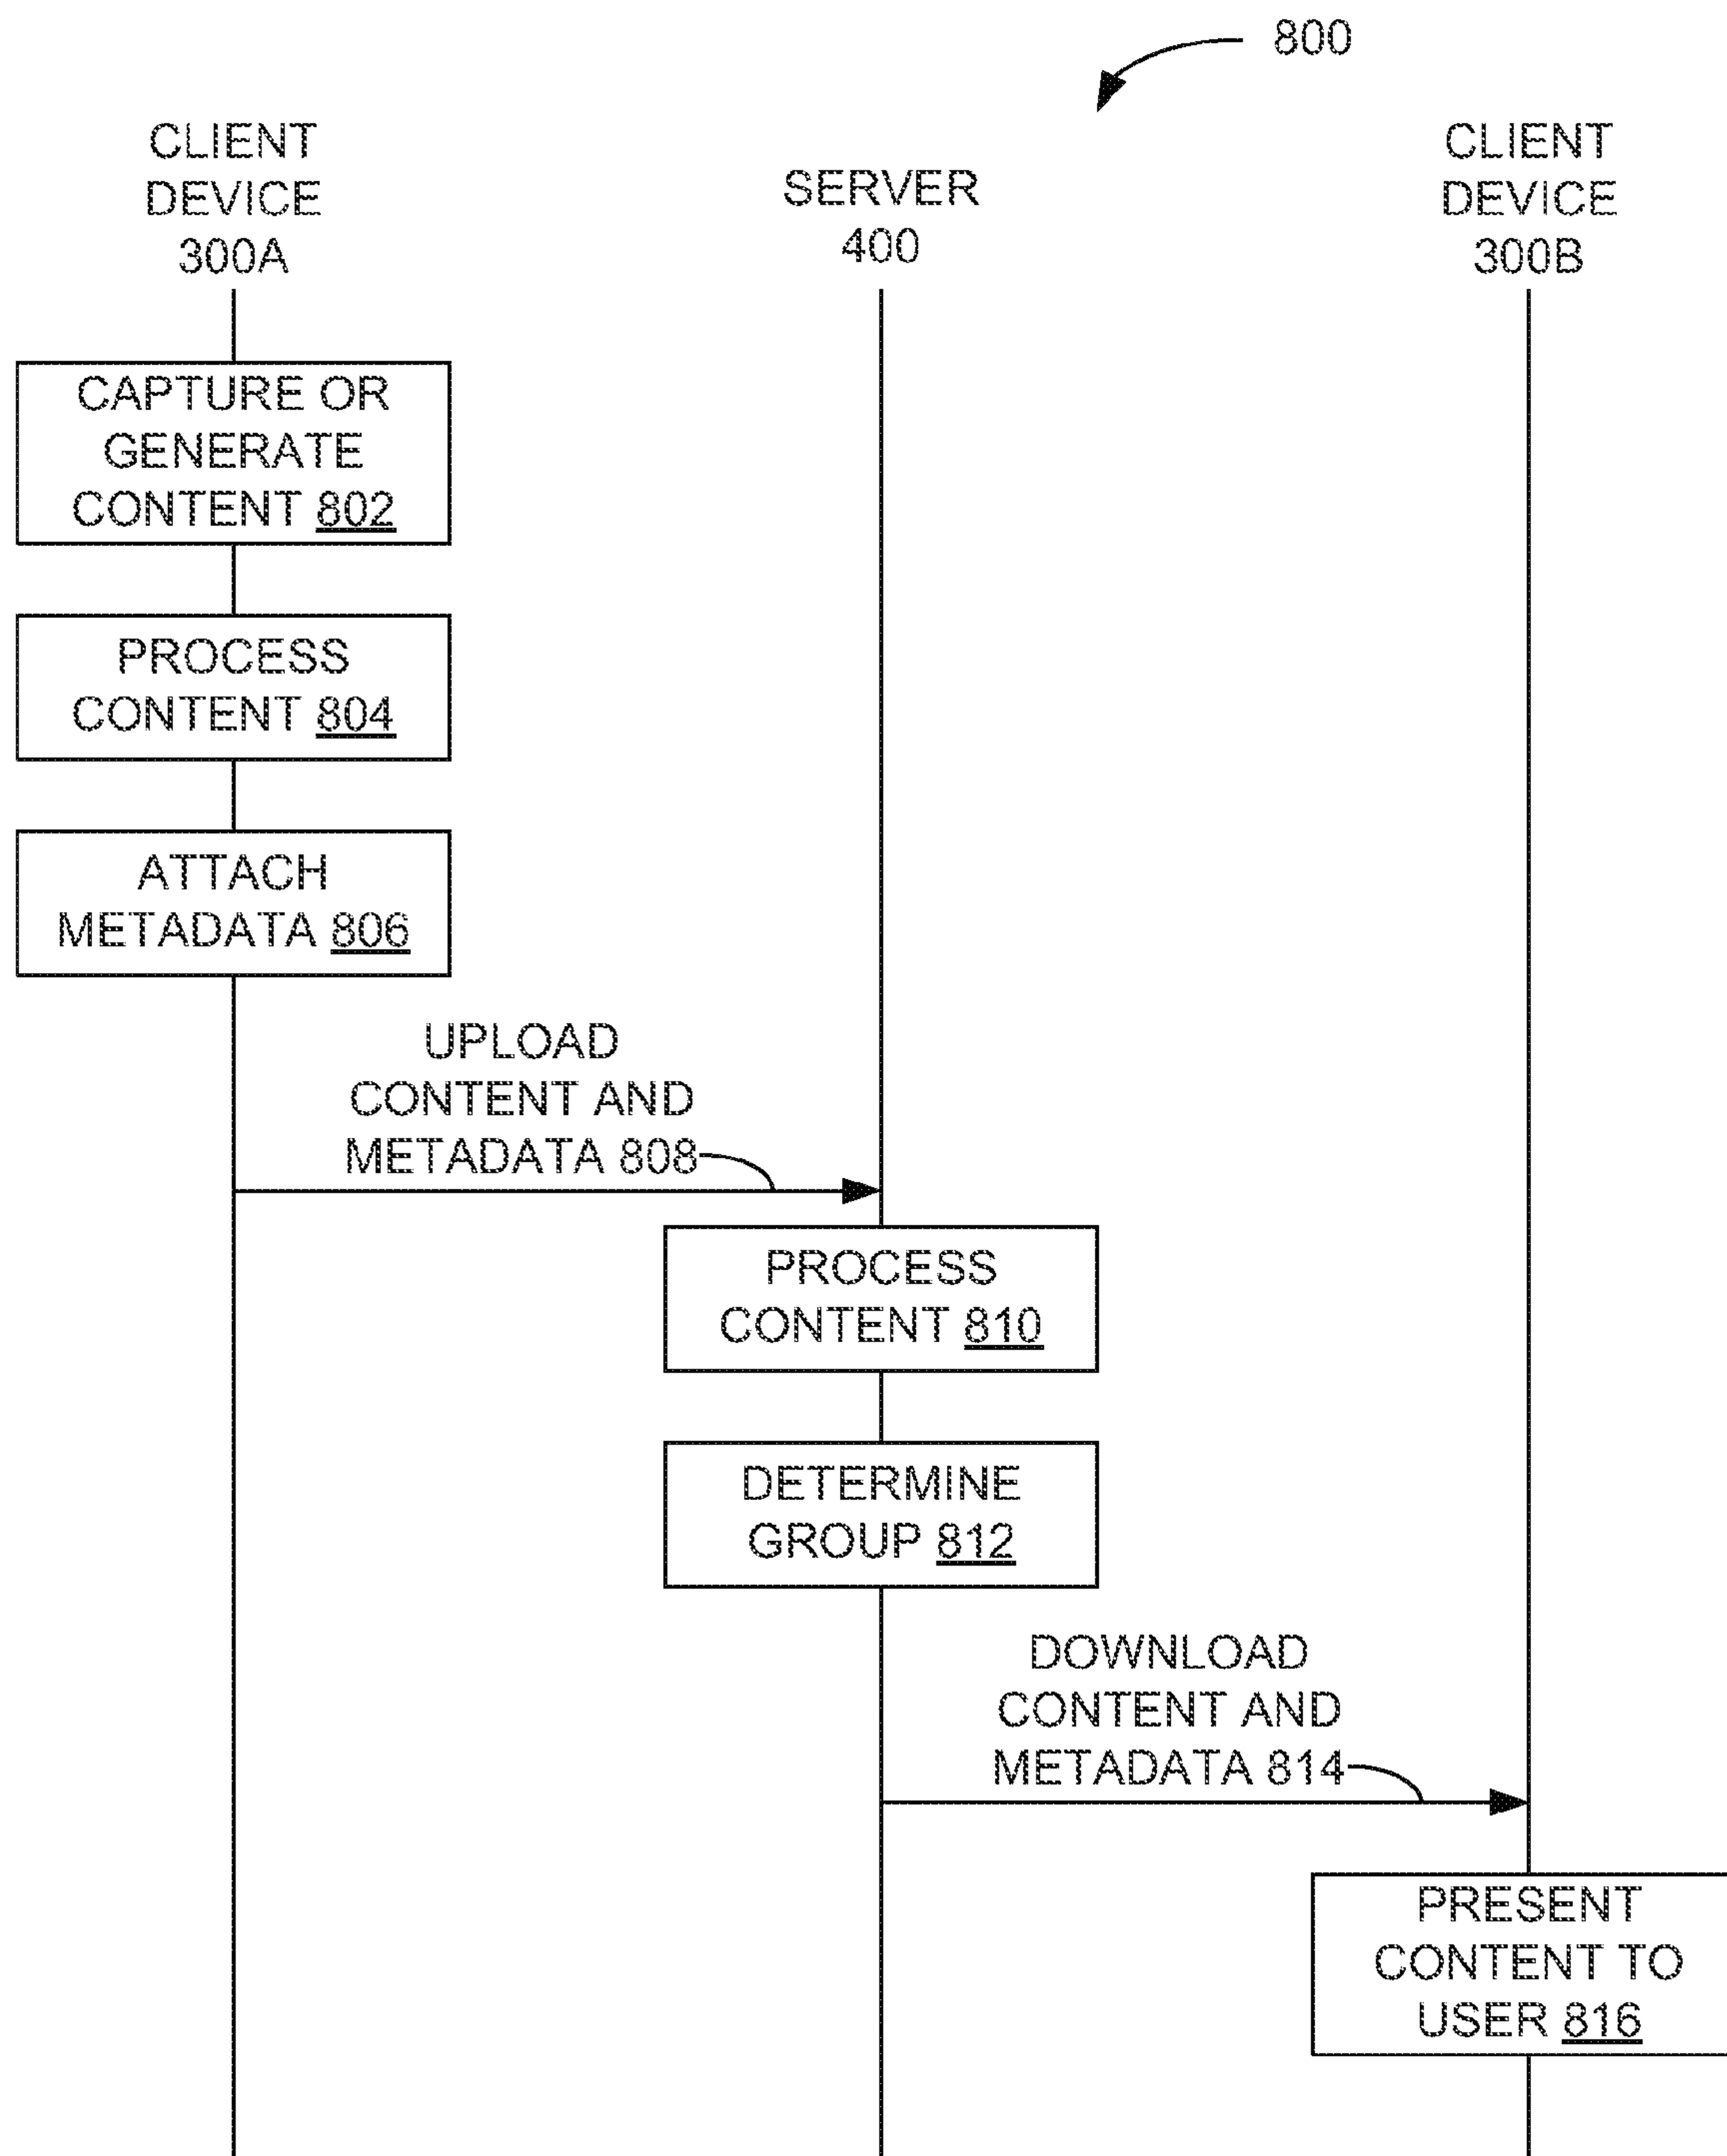 800
CLIENT
DEVICE
300A
SERVER
400
CLIENT
DEVICE
300B
CAPTURE OR
GENERATE
CONTENT 802
PROCESS
CONTENT 804
ATTACH
METADATA 806
UPLOAD
CONTENT AND
METADATA 808
PROCESS
CONTENT 810
DETERMINE
GROUP 812
DOWNLOAD
CONTENT AND
METADATA 814
PRESENT
CONTENT TO
USER 816